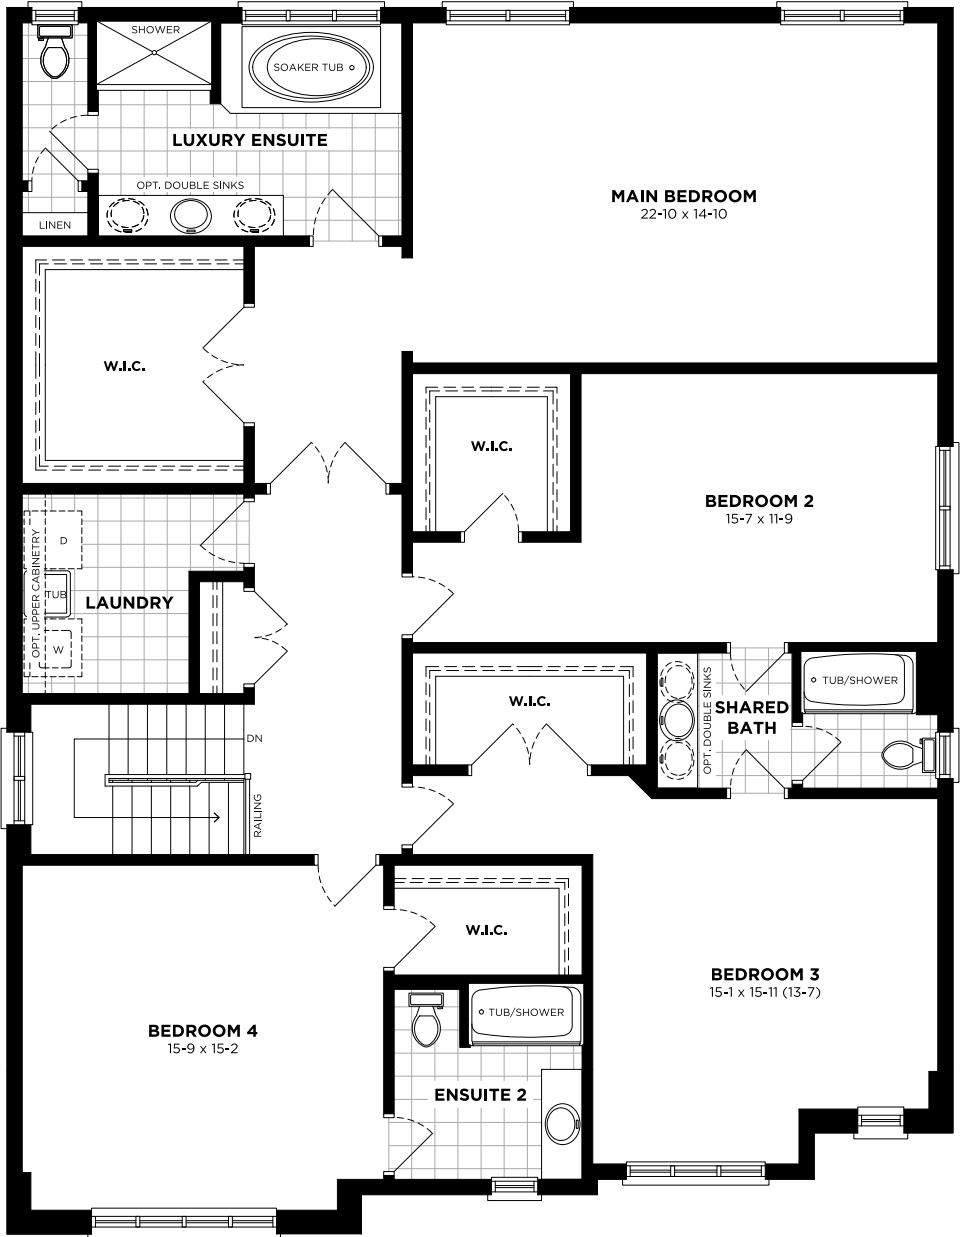 SHOWER
SOAKER TUB
LUXURY ENSUITE
OPT. DOUBLE SINKS
LINEN
MAIN BEDROOM
22-10 x 14-10
W.I.C.
W.I.C.
BEDROOM 2
15-7 x 11-9
OPT. UPPER CABINETRY
D
TUB
W
LAUNDRY
W.I.C.
OPT. DOUBLE SINKS
SHARED
BATH
TUB/SHOWER
DN
RAILING
W.I.C.
BEDROOM 3
15-1 x 15-11 (13-7)
BEDROOM 4
15-9 x 15-2
TUB/SHOWER
ENSUITE 2